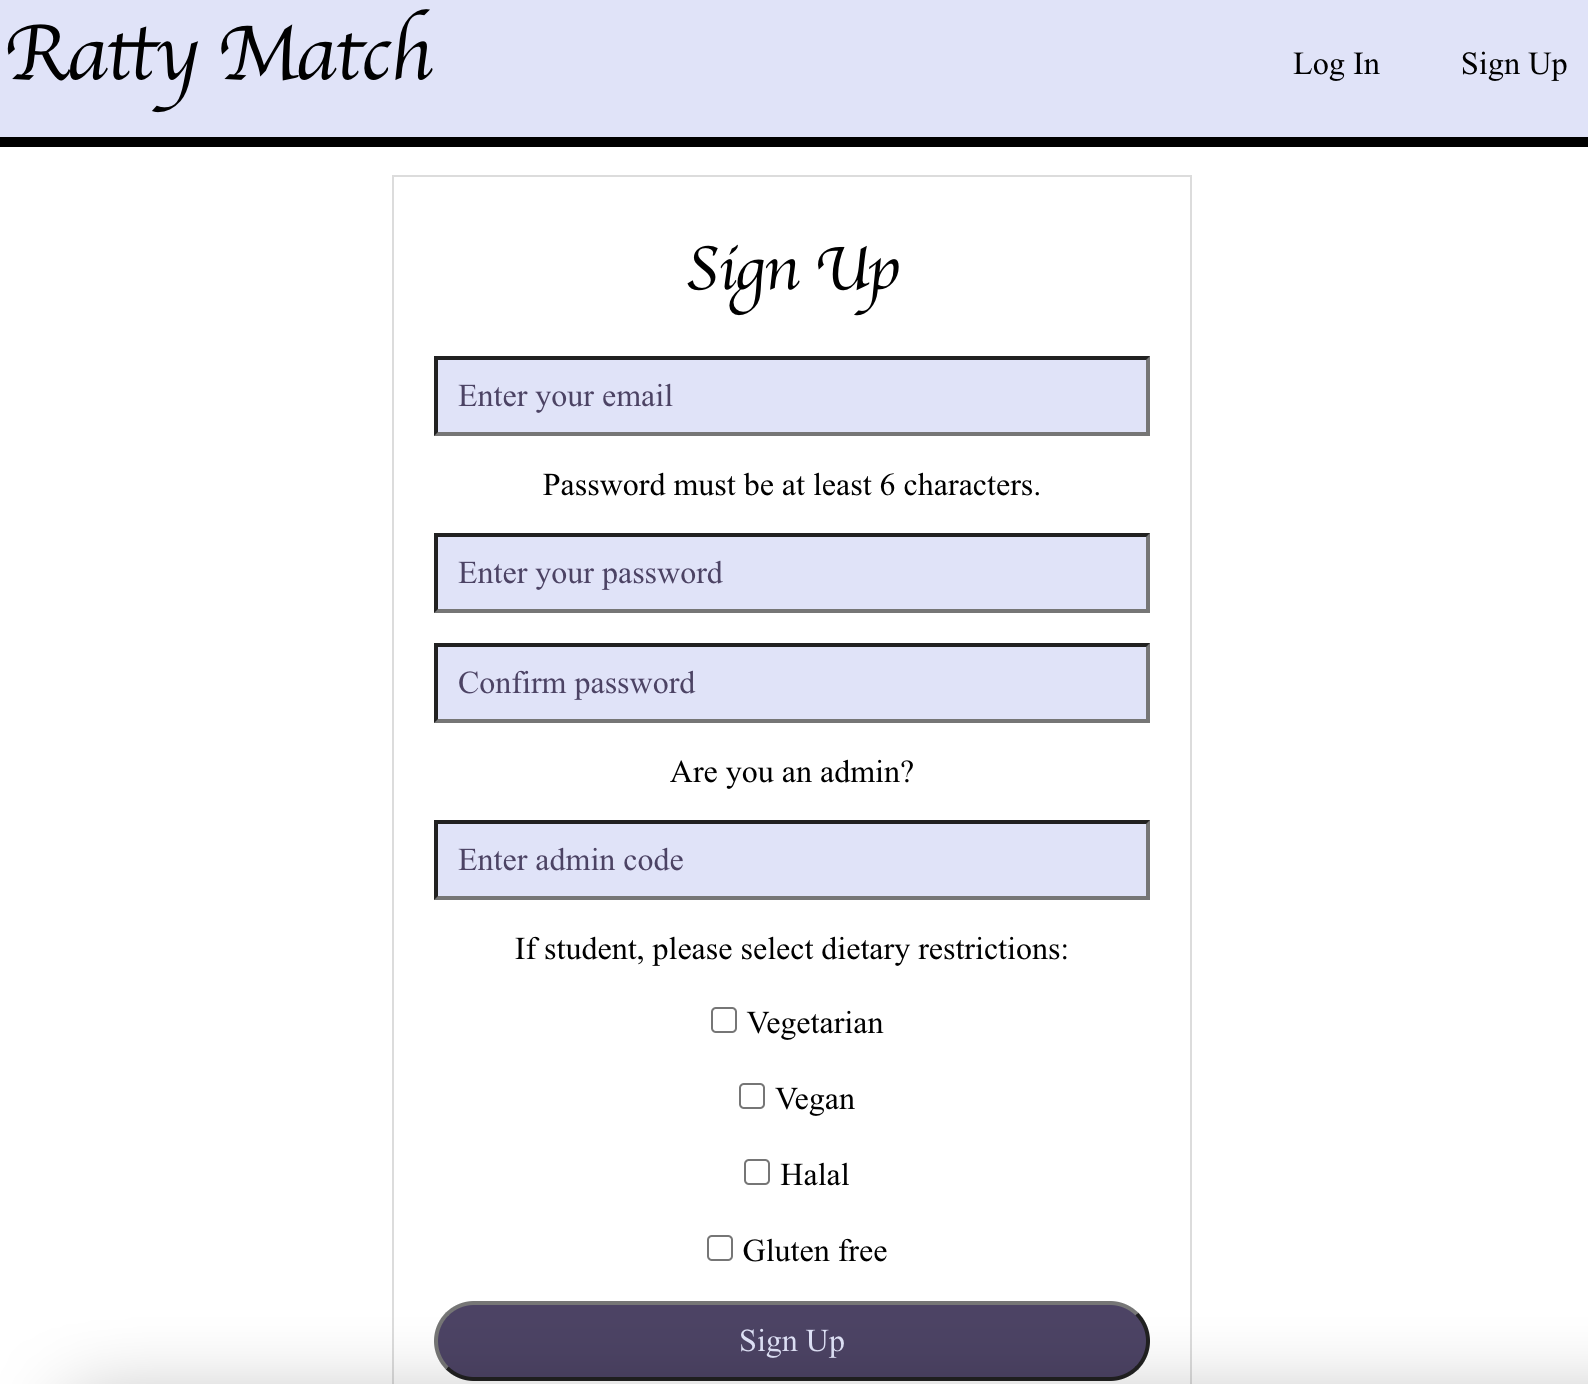 Ratty Match
Log In
Sign Up
Sign Up
Enter your email
Password must be at least 6 characters.
Enter your password
Confirm password
Are you an admin?
Enter admin code
If student, please select dietary restrictions:
Vegetarian
Vegan
Halal
Gluten free
Sign Up